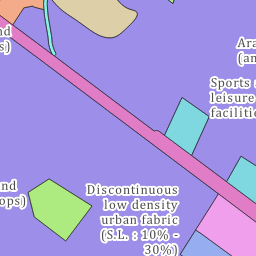 nd
s)
Ara
(an
Sports a
leisure
facilitie
nd
ops)
Discontinuous
low density
urban fabric
(S.L. : 10% -
30%)